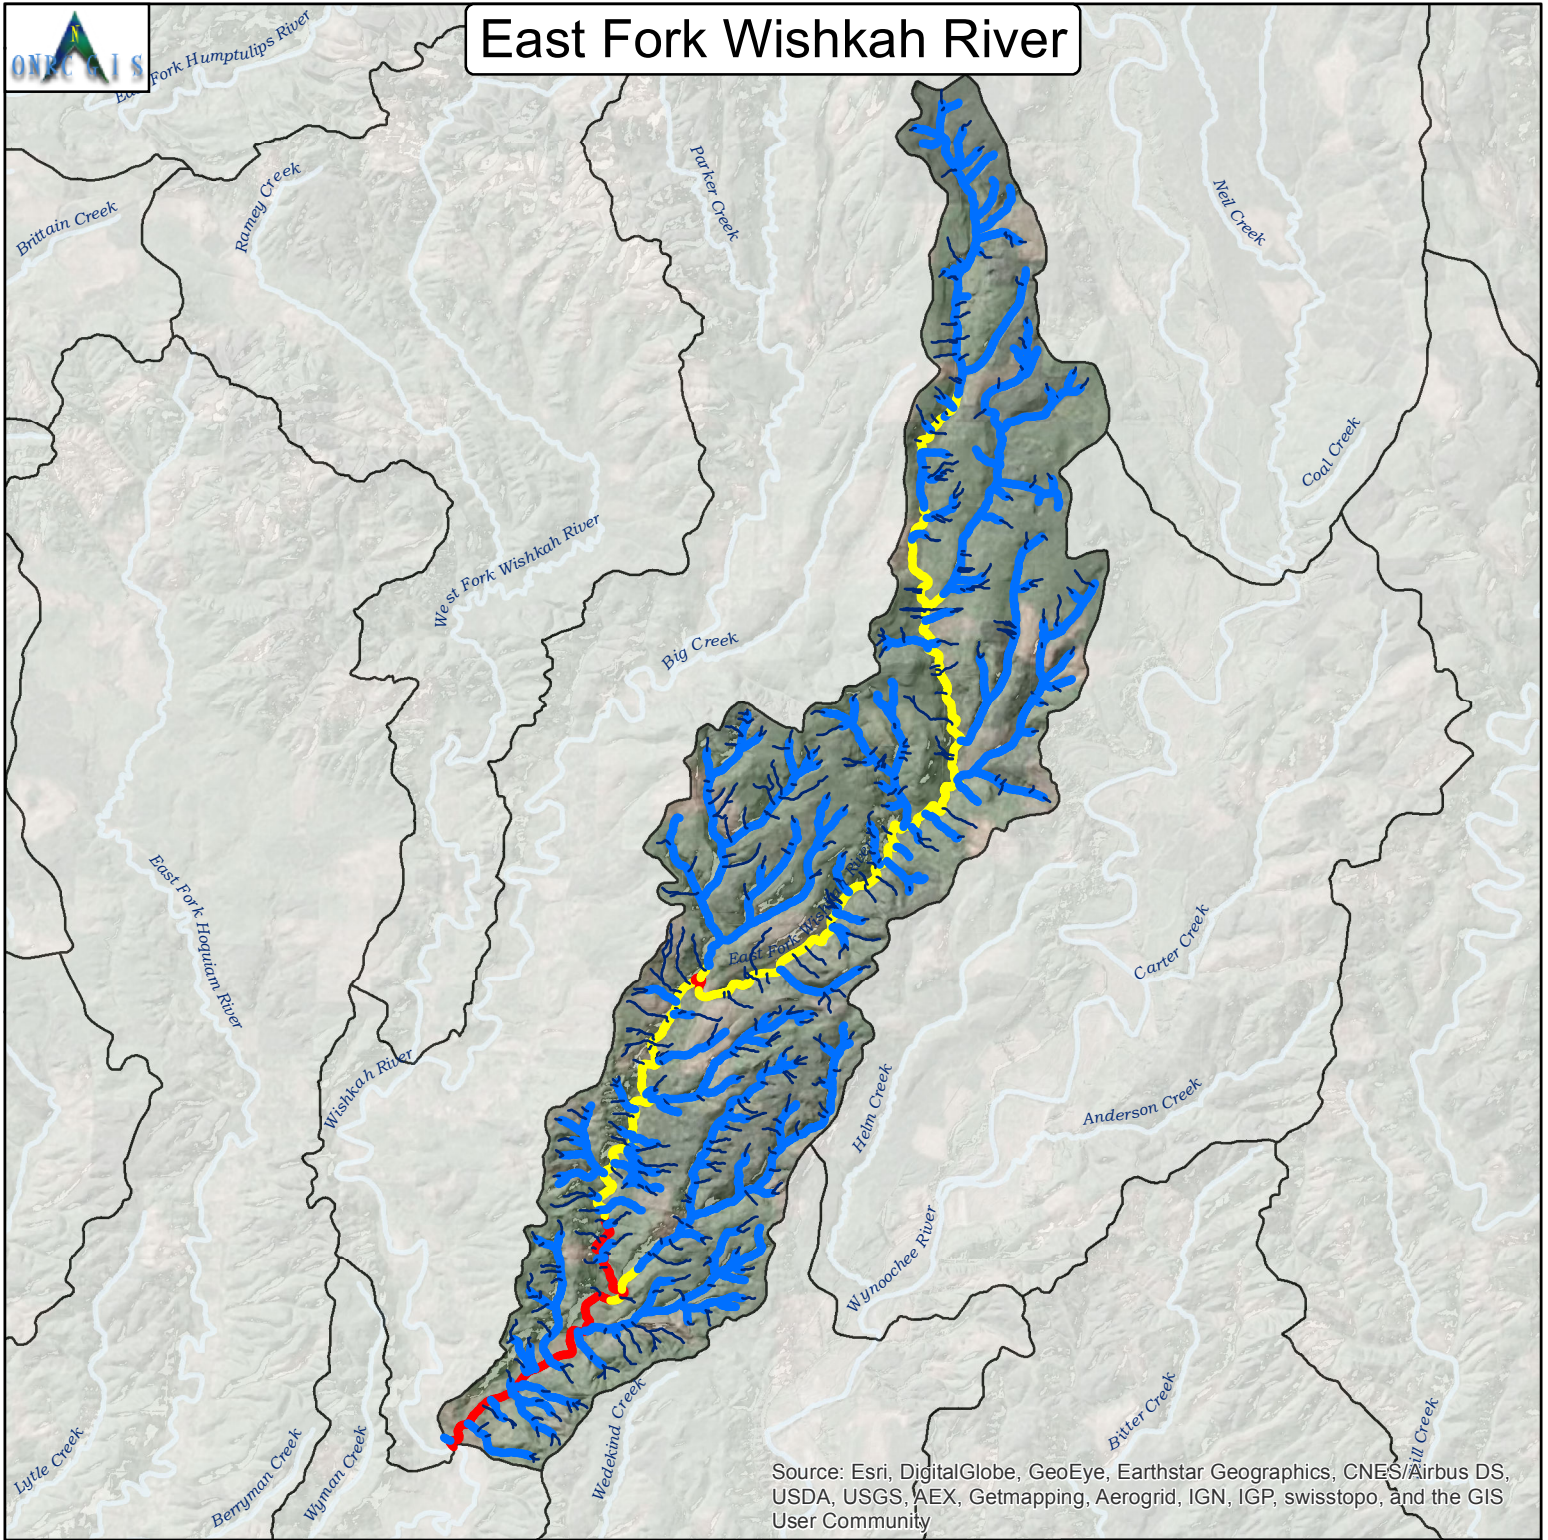 East Fork Wishkah River
N
ONRC GIS
Fork Humptulips River
Parker Creek
Ramey Creek
Neil Creek
Brittain Creek
Coal Creek
West Fork Wishkah River
Big Creek
East Fork Hoquiam River
East Fork Wishkah River
Carter Creek
Wishkah River
Helm Creek
Anderson Creek
Wynoochee River
Wedekind Creek
Bitter Creek
Lytle Creek
Berryman Creek
Wyman Creek
Creek
Source: Esri, DigitalGlobe, GeoEye, Earthstar Geographics, CNES/Airbus DS,
USDA, USGS, AEX, Getmapping, Aerogrid, IGN, IGP, swisstopo, and the GIS
User Community